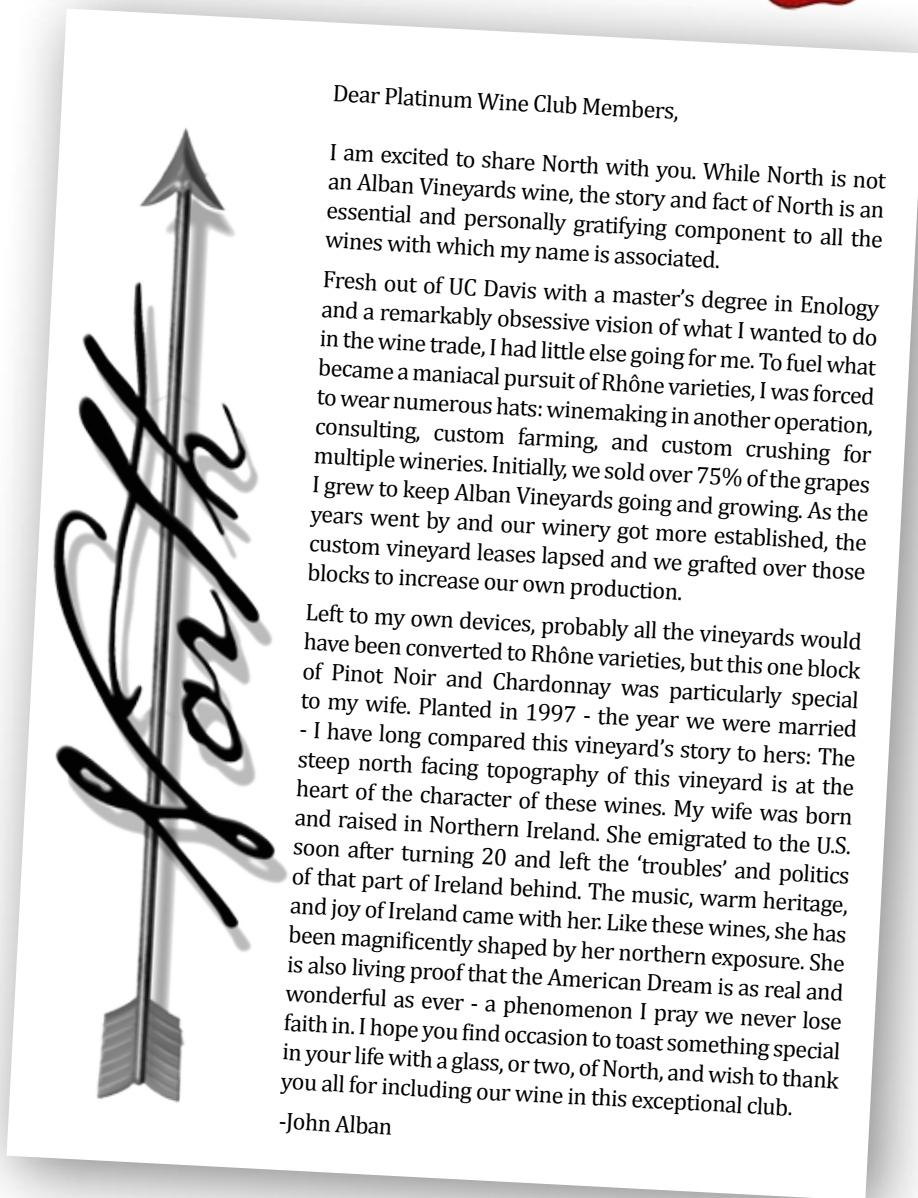 Dear Platinum Wine Club Members,
I am excited to share North with you. While North is not
an Alban Vineyards wine, the story and fact of North is an
essential and personally gratifying component to all the
wines with which my name is associated.
Fresh out of UC Davis with a master's degree in Enology
and a remarkably obsessive vision of what I wanted to do
in the wine trade, I had little else going for me. To fuel what
became a maniacal pursuit of Rhône varieties, I was forced
to wear numerous hats: winemaking in another operation,
consulting, custom farming, and custom crushing for
multiple wineries. Initially, we sold over 75% of the grapes
I grew to keep Alban Vineyards going and growing. As the
years went by and our winery got more established, the
custom vineyard leases lapsed and we grafted over those
blocks to increase our own production.
Left to my own devices, probably all the vineyards would
have been converted to Rhône varieties, but this one block
of Pinot Noir and Chardonnay was particularly special
to my wife. Planted in 1997 - the year we were married
- I have long compared this vineyard's story to hers: The
steep north facing topography of this vineyard is at the
heart of the character of these wines. My wife was born
and raised in Northern Ireland. She emigrated to the U.S.
soon after turning 20 and left the 'troubles' and politics
of that part of Ireland behind. The music, warm heritage,
and joy of Ireland came with her. Like these wines, she has
been magnificently shaped by her northern exposure. She
is also living proof that the American Dream is as real and
wonderful as ever - a phenomenon I pray we never lose
faith in. I hope you find occasion to toast something special
in your life with a glass, or two, of North, and wish to thank
you all for including our wine in this exceptional club.
-John Alban
North